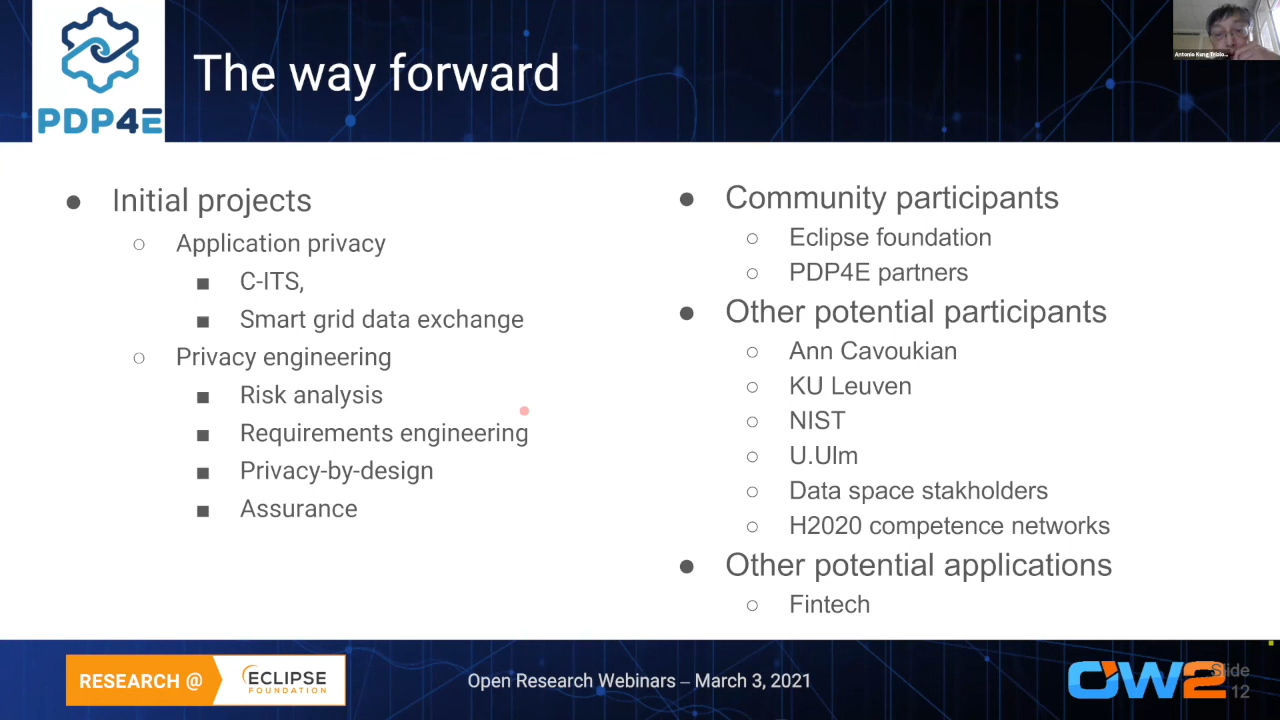 PDP4E
The way forward
Antonio Kung Trialo...
Initial projects
Application privacy
C-ITS,
Smart grid data exchange
Privacy engineering
Risk analysis
Requirements engineering
Privacy-by-design
Assurance
Community participants
Eclipse foundation
PDP4E partners
Other potential participants
Ann Cavoukian
KU Leuven
NIST
U.Ulm
Data space stakholders
H2020 competence networks
Other potential applications
Fintech
RESEARCH @
ECLIPSE
FOUNDATION
Open Research Webinars – March 3, 2021
OW2
Slide
12